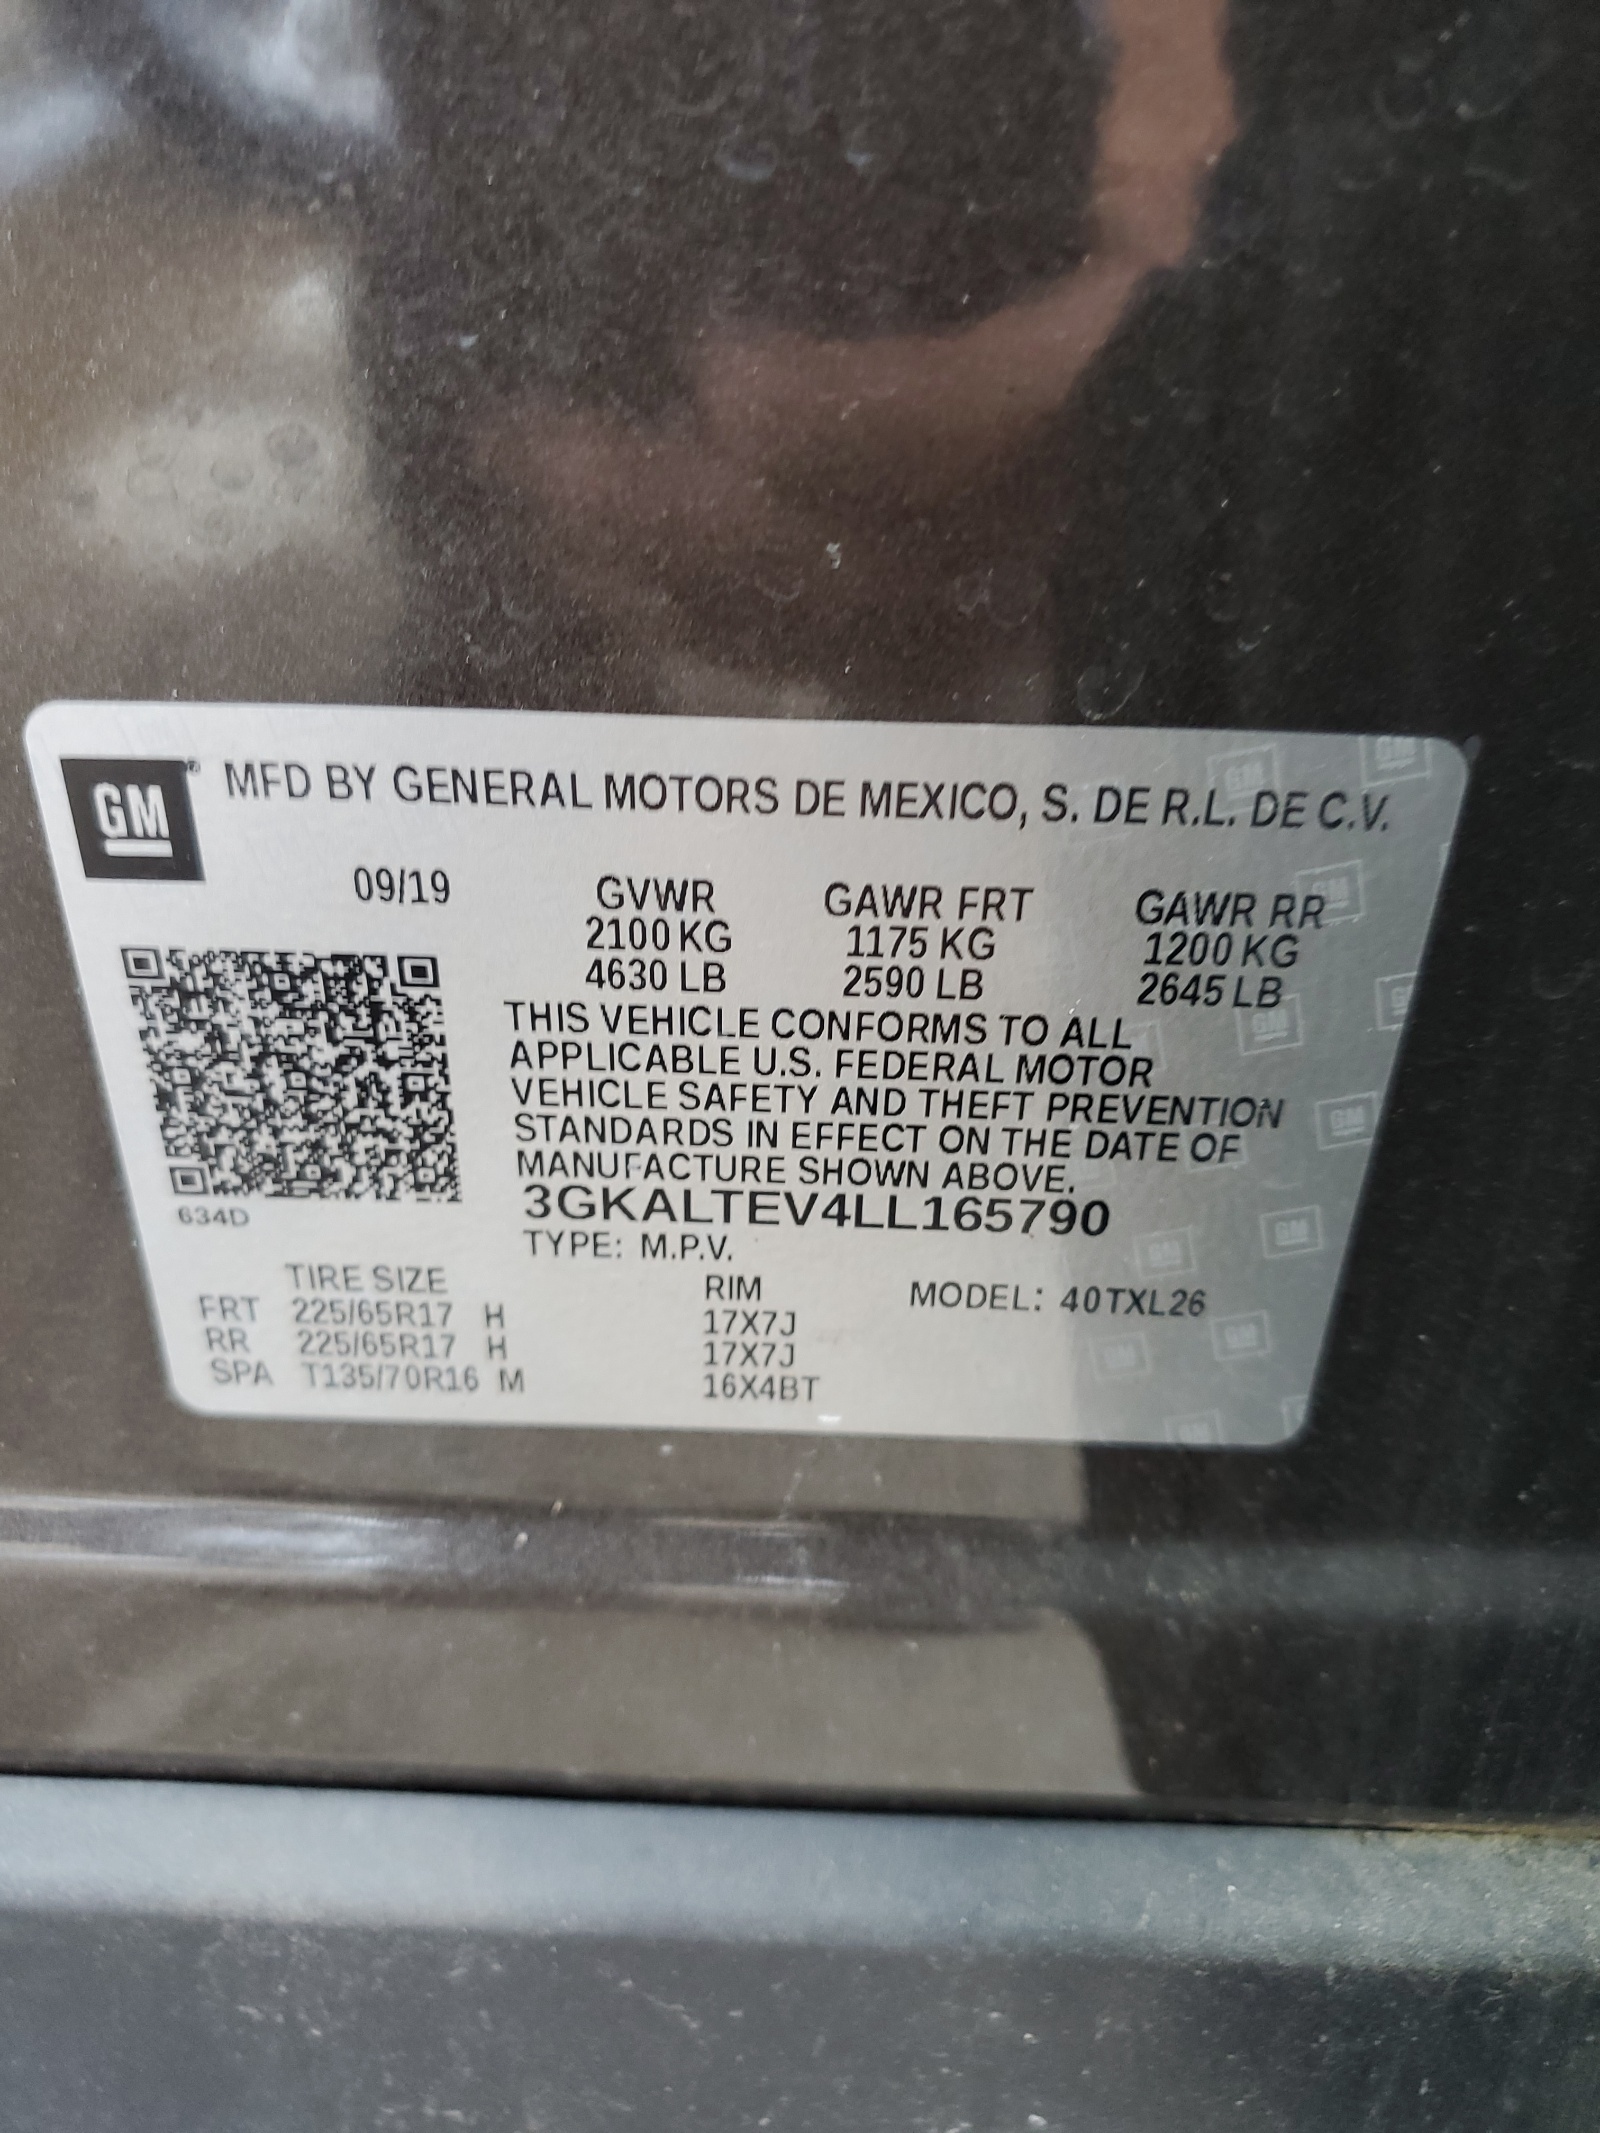 GM
MFD BY GENERAL MOTORS DE MEXICO, S. DE R.L. DE C.V.
09/19 GVWR GAWR FRT GAWR RR
2100 KG 1175 KG 1200 KG
4630 LB 2590 LB 2645 LB
THIS VEHICLE CONFORMS TO ALL
APPLICABLE U.S. FEDERAL MOTOR
VEHICLE SAFETY AND THEFT PREVENTION
STANDARDS IN EFFECT ON THE DATE OF
MANUFACTURE SHOWN ABOVE.
3GKALTEV4LL165790
634D
TYPE: M.P.V.
TIRE SIZE RIM MODEL: 40TXL26
FRT 225/65R17 H 17X7J
RR 225/65R17 H 17X7J
SPA T135/70R16 M 16X4BT